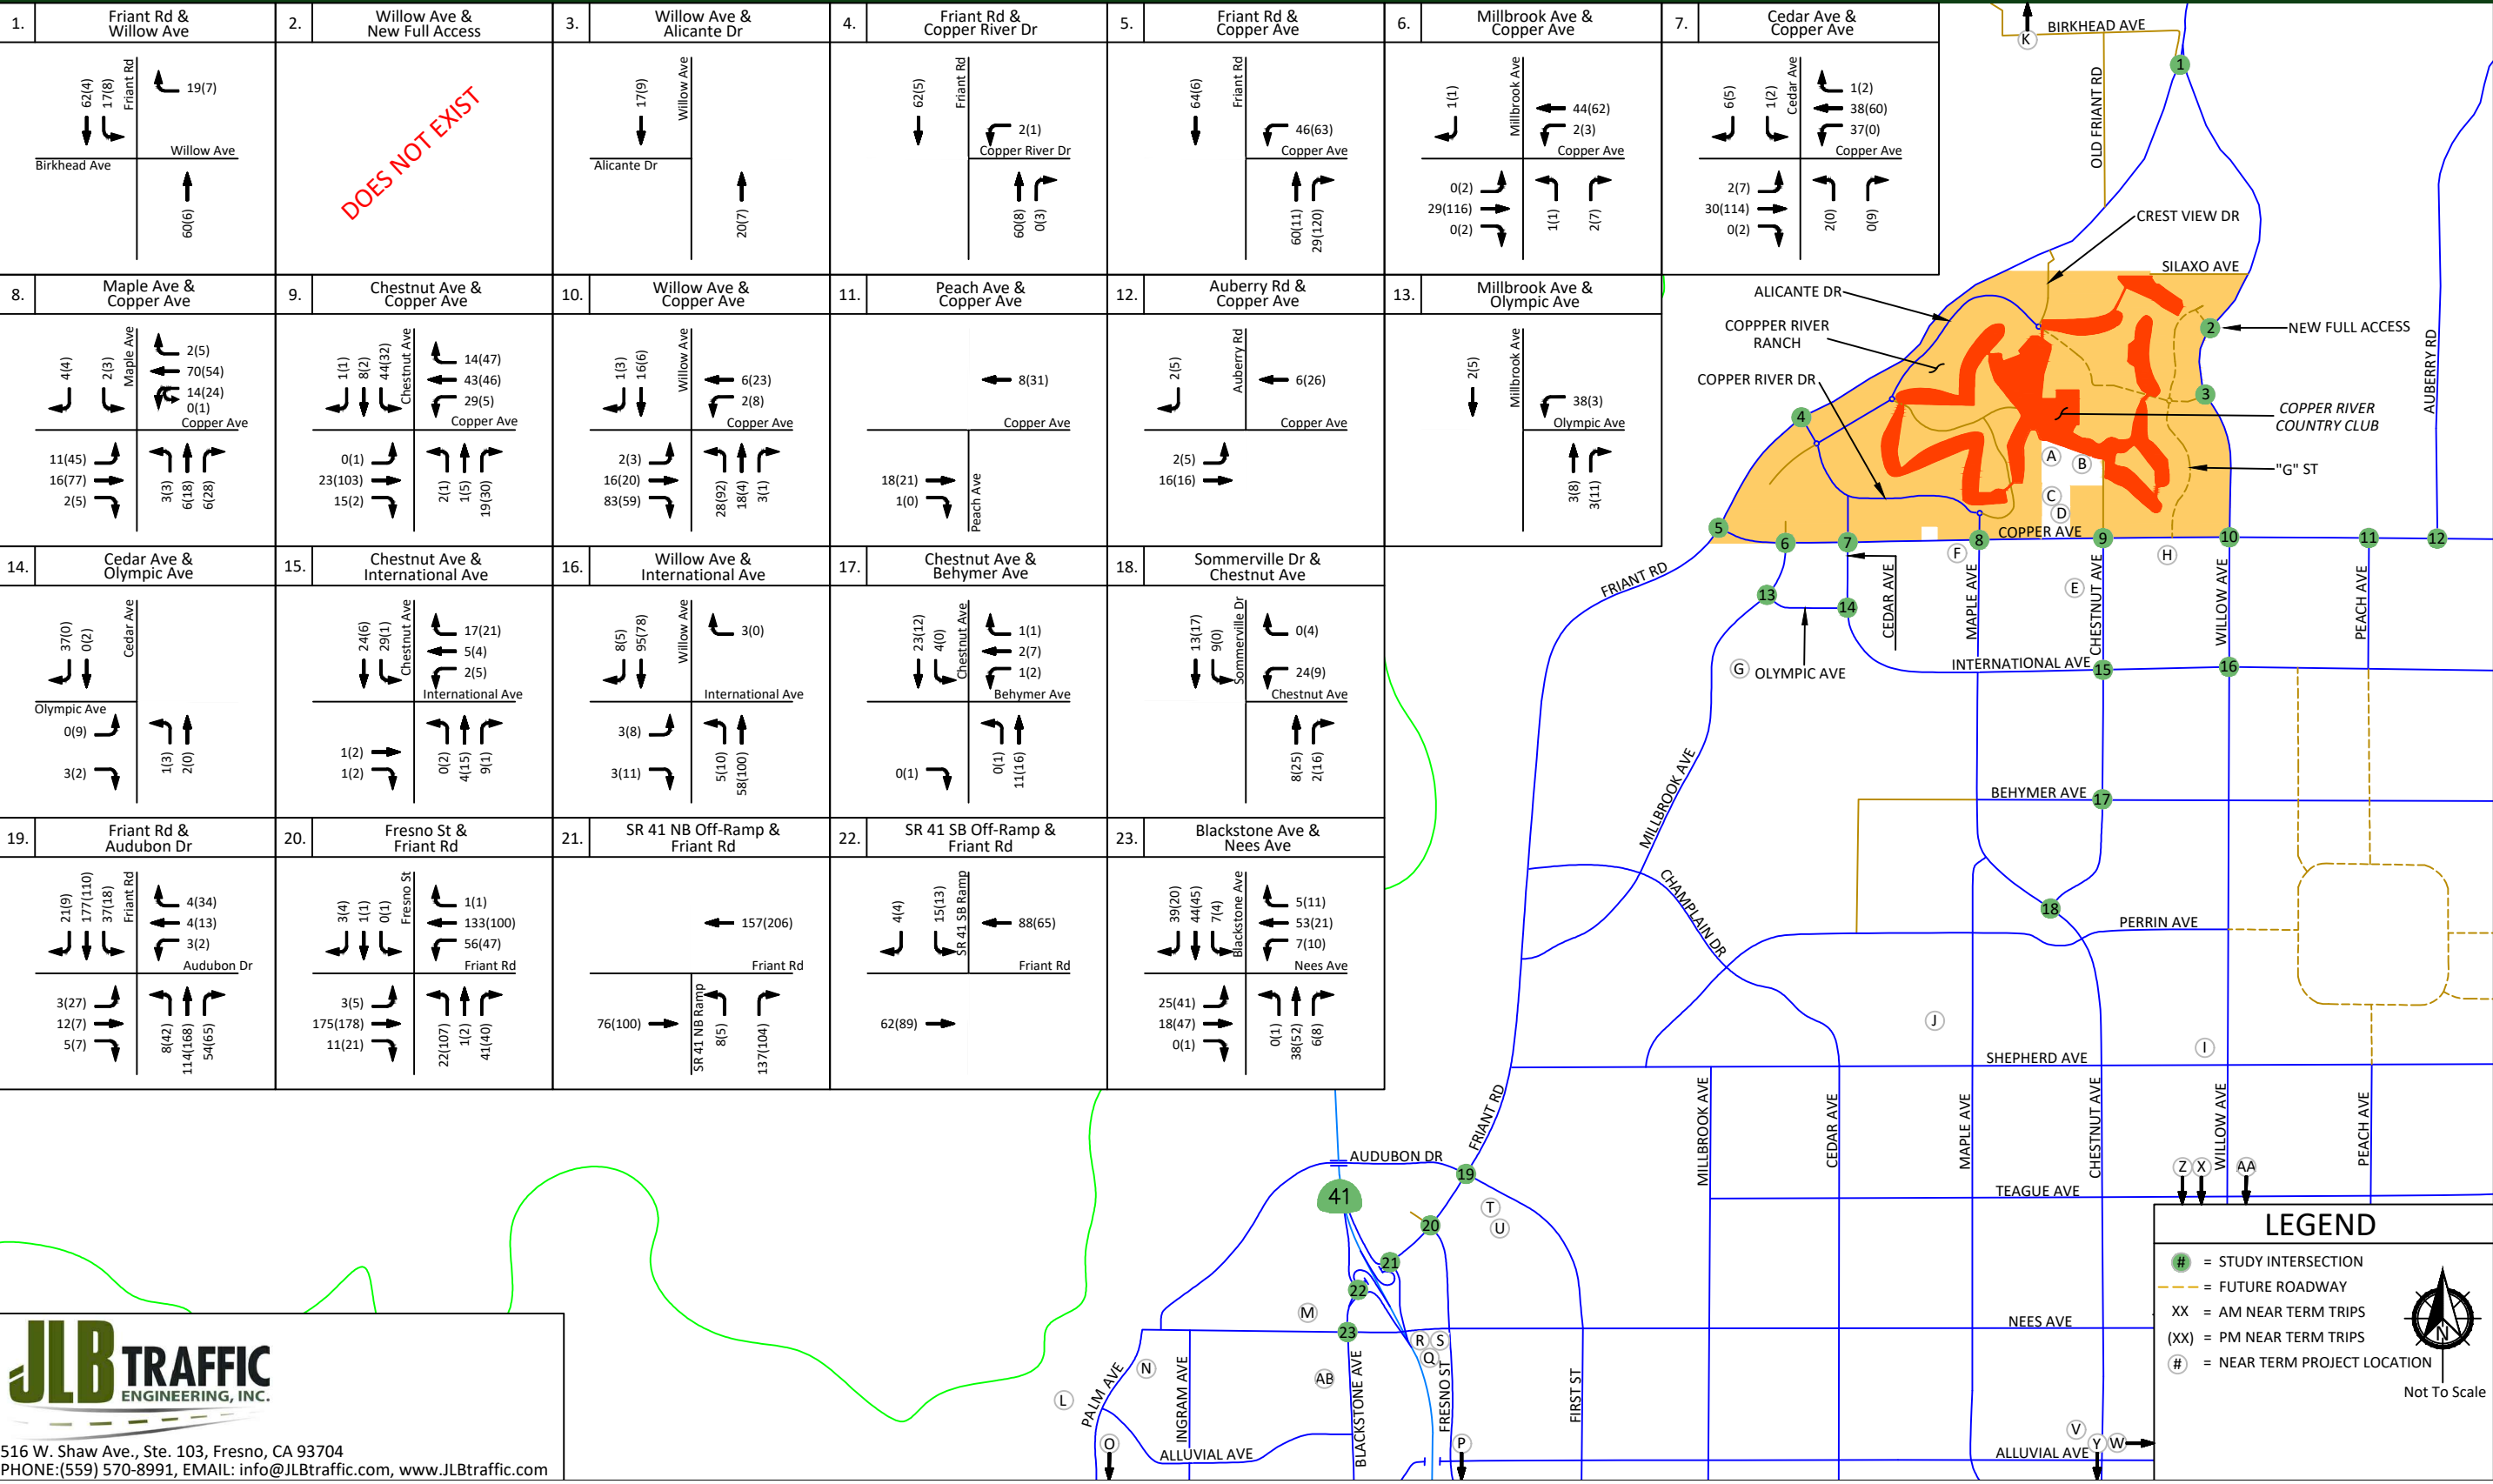 1.
Friant Rd &
Willow Ave
62(4)
17(8)
Friant Rd
19(7)
Willow Ave
Birkhead Ave
60(6)
2.
Willow Ave &
New Full Access
DOES NOT EXIST
3.
Willow Ave &
Alicante Dr
17(9)
Willow Ave
Alicante Dr
20(7)
4.
Friant Rd &
Copper River Dr
62(5)
Friant Rd
2(1)
Copper River Dr
60(8)
0(3)
5.
Friant Rd &
Copper Ave
64(6)
Friant Rd
46(63)
Copper Ave
60(11)
29(120)
6.
Millbrook Ave &
Copper Ave
1(1)
Millbrook Ave
44(62)
2(3)
Copper Ave
0(2)
29(116)
0(2)
1(1)
2(7)
7.
Cedar Ave &
Copper Ave
6(5)
1(2)
Cedar Ave
1(2)
38(60)
37(0)
Copper Ave
2(7)
30(114)
0(2)
2(0)
0(9)
8.
Maple Ave &
Copper Ave
4(4)
2(3)
Maple Ave
2(5)
70(54)
14(24)
0(1)
Copper Ave
11(45)
16(77)
2(5)
3(3)
6(18)
6(28)
9.
Chestnut Ave &
Copper Ave
1(1)
8(2)
44(32)
Chestnut Ave
14(47)
43(46)
29(5)
Copper Ave
0(1)
23(103)
15(2)
2(1)
1(5)
19(30)
10.
Willow Ave &
Copper Ave
1(3)
16(6)
Willow Ave
6(23)
2(8)
Copper Ave
2(3)
16(20)
83(59)
28(92)
18(4)
3(1)
11.
Peach Ave &
Copper Ave
8(31)
Copper Ave
18(21)
1(0)
Peach Ave
12.
Auberry Rd &
Copper Ave
2(5)
Auberry Rd
6(26)
Copper Ave
2(5)
16(16)
13.
Millbrook Ave &
Olympic Ave
2(5)
Millbrook Ave
38(3)
Olympic Ave
3(8)
3(11)
14.
Cedar Ave &
Olympic Ave
37(0)
0(2)
Cedar Ave
Olympic Ave
0(9)
3(2)
1(3)
2(0)
15.
Chestnut Ave &
International Ave
24(6)
29(1)
Chestnut Ave
17(21)
5(4)
2(5)
International Ave
1(2)
1(2)
0(2)
4(15)
9(1)
16.
Willow Ave &
International Ave
8(5)
95(78)
Willow Ave
3(0)
International Ave
3(8)
3(11)
5(10)
58(100)
17.
Chestnut Ave &
Behymer Ave
23(12)
4(0)
Chestnut Ave
1(1)
2(7)
1(2)
Behymer Ave
0(1)
0(1)
11(16)
18.
Sommerville Dr &
Chestnut Ave
13(17)
9(0)
Sommerville Dr
0(4)
24(9)
Chestnut Ave
8(25)
2(16)
19.
Friant Rd &
Audubon Dr
21(9)
177(110)
37(18)
Friant Rd
4(34)
4(13)
3(2)
Audubon Dr
3(27)
12(7)
5(7)
8(42)
114(168)
54(65)
20.
Fresno St &
Friant Rd
3(4)
1(1)
0(1)
Fresno St
1(1)
133(100)
56(47)
Friant Rd
3(5)
175(178)
11(21)
22(107)
1(2)
41(40)
21.
SR 41 NB Off-Ramp &
Friant Rd
157(206)
Friant Rd
76(100)
SR 41 NB Ramp
8(5)
137(104)
22.
SR 41 SB Off-Ramp &
Friant Rd
4(4)
15(13)
SR 41 SB Ramp
88(65)
Friant Rd
62(89)
23.
Blackstone Ave &
Nees Ave
39(20)
44(45)
7(4)
Blackstone Ave
5(11)
53(21)
7(10)
Nees Ave
25(41)
18(47)
0(1)
0(1)
38(52)
6(8)
K
BIRKHEAD AVE
1
OLD FRIANT RD
CREST VIEW DR
SILAXO AVE
ALICANTE DR
COPPPER RIVER
RANCH
COPPER RIVER DR
2
NEW FULL ACCESS
3
AUBERRY RD
4
COPPER RIVER
COUNTRY CLUB
"G" ST
A
B
C
D
5
6
7
8
COPPER AVE
9
10
11
12
F
H
E
FRIANT RD
13
14
CEDAR AVE
MAPLE AVE
CHESTNUT AVE
WILLOW AVE
PEACH AVE
G
OLYMPIC AVE
INTERNATIONAL AVE
15
16
MILLBROOK AVE
BEHYMER AVE
17
CHAMPLAIN DR
18
PERRIN AVE
J
I
SHEPHERD AVE
FRIANT RD
MILLBROOK AVE
CEDAR AVE
MAPLE AVE
CHESTNUT AVE
WILLOW AVE
PEACH AVE
AUDUBON DR
19
Z
X
AA
41
TEAGUE AVE
T
U
20
21
22
M
23
NEES AVE
R
S
Q
N
AB
L
PALM AVE
INGRAM AVE
BLACKSTONE AVE
FRESNO ST
FIRST ST
O
P
ALLUVIAL AVE
V
Y
W
ALLUVIAL AVE
LEGEND
# = STUDY INTERSECTION
= FUTURE ROADWAY
XX = AM NEAR TERM TRIPS
(XX) = PM NEAR TERM TRIPS
# = NEAR TERM PROJECT LOCATION
N
Not To Scale
JLB TRAFFIC
ENGINEERING, INC.
516 W. Shaw Ave., Ste. 103, Fresno, CA 93704
PHONE:(559) 570-8991, EMAIL: info@JLBtraffic.com, www.JLBtraffic.com